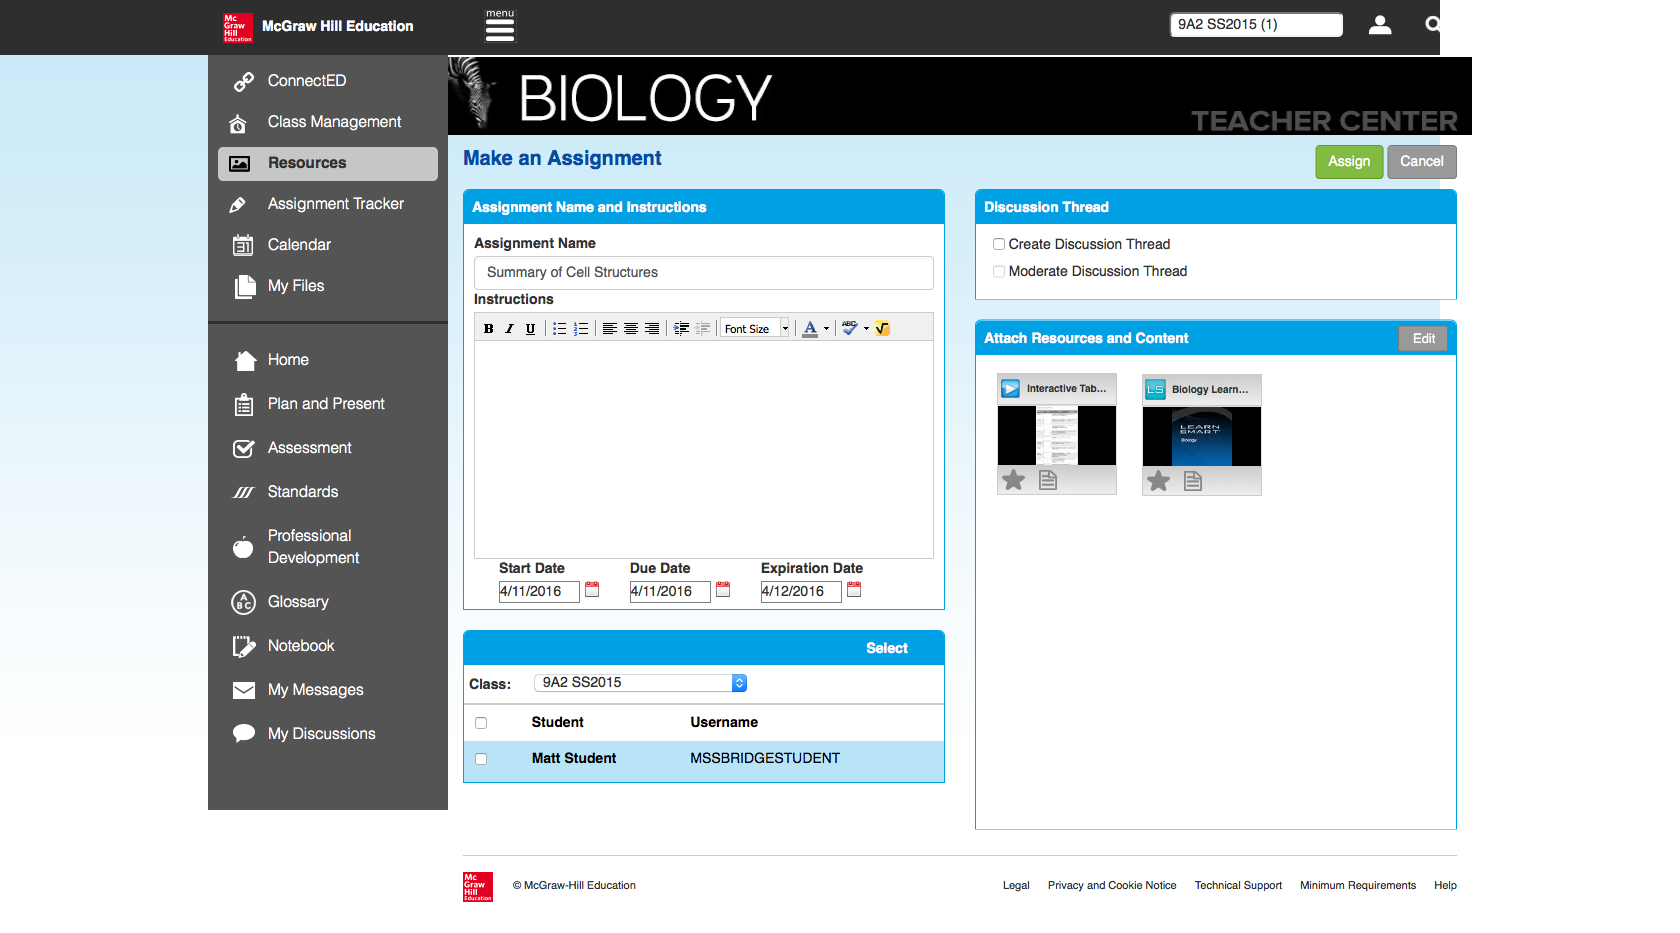 Mc
Graw
Hill
Education
McGraw Hill Education
menu
9A2 SS2015 (1)
ConnectED
Class Management
Resources
Assignment Tracker
31
Calendar
My Files
Home
Plan and Present
Assessment
Standards
Professional
Development
ABC
Glossary
Notebook
My Messages
My Discussions
BIOLOGY
TEACHER CENTER
Make an Assignment
Assign
Cancel
Assignment Name and Instructions
Assignment Name
Summary of Cell Structures
Instructions
B I U Font Size A ABC
Start Date Due Date Expiration Date
4/11/2016 4/11/2016 4/12/2016
Select
Class: 9A2 SS2015
Student Username
Matt Student MSSBRIDGESTUDENT
Discussion Thread
Create Discussion Thread
Moderate Discussion Thread
Attach Resources and Content
Edit
Interactive Tab...
LS Biology Learn...
LEARN
SMART
Biology
Mc
Graw
Hill
Education
© McGraw-Hill Education
Legal Privacy and Cookie Notice Technical Support Minimum Requirements Help